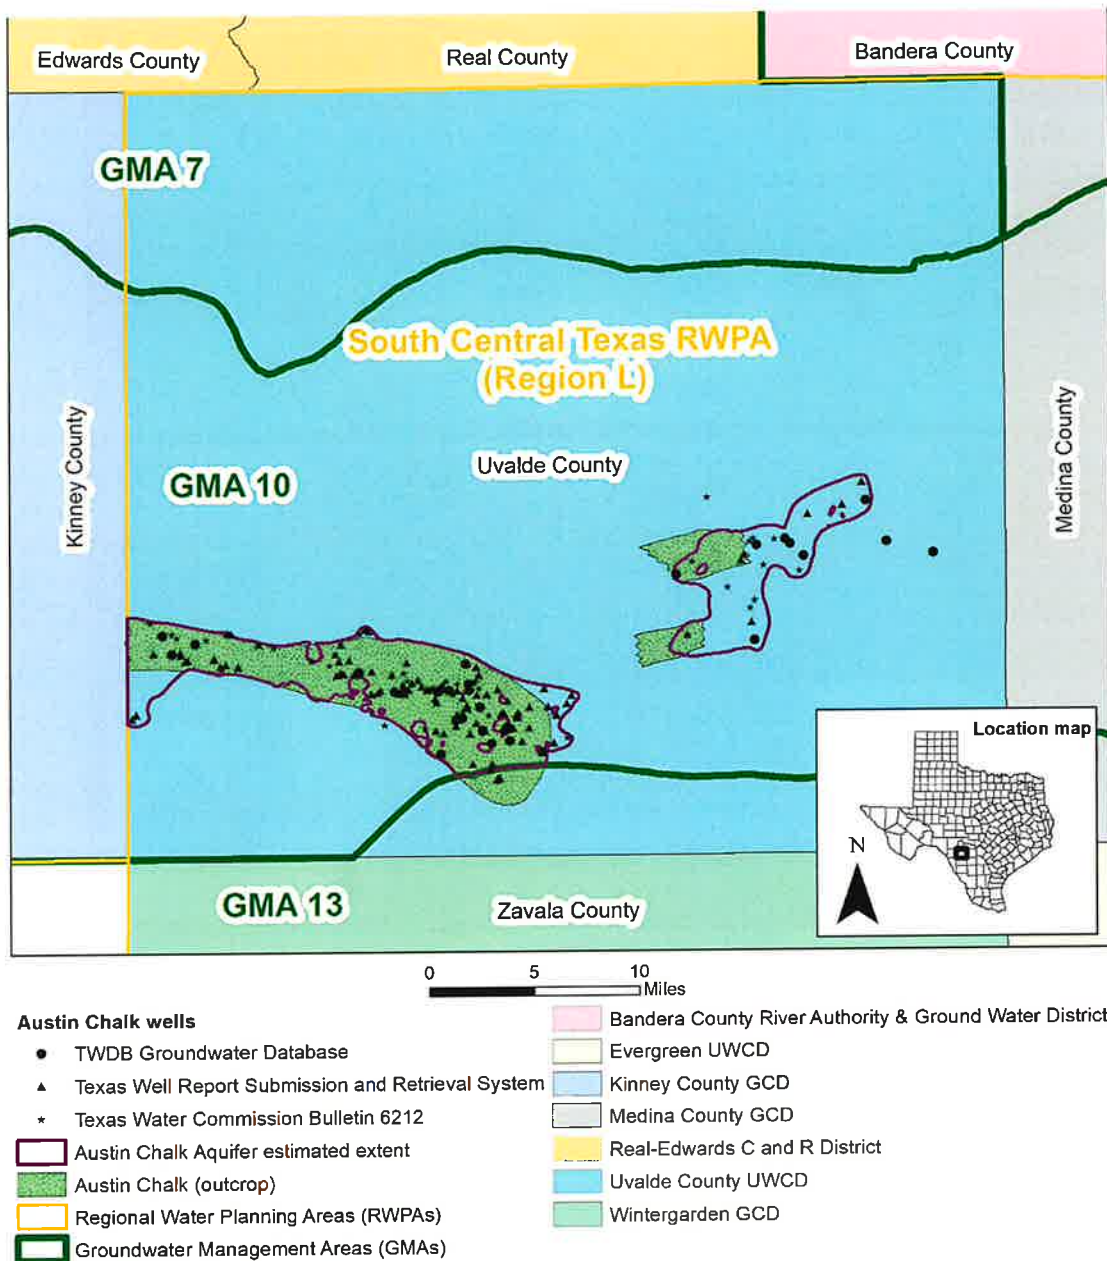 Edwards County
Real County
Bandera County
GMA 7
South Central Texas RWPA
(Region L)
Kinney County
GMA 10
Uvalde County
Medina County
Location map
N
GMA 13
Zavala County
0 5 10
Miles
Austin Chalk wells
TWDB Groundwater Database
Texas Well Report Submission and Retrieval System
Texas Water Commission Bulletin 6212
Austin Chalk Aquifer estimated extent
Austin Chalk (outcrop)
Regional Water Planning Areas (RWPAs)
Groundwater Management Areas (GMAs)
Bandera County River Authority & Ground Water District
Evergreen UWCD
Kinney County GCD
Medina County GCD
Real-Edwards C and R District
Uvalde County UWCD
Wintergarden GCD